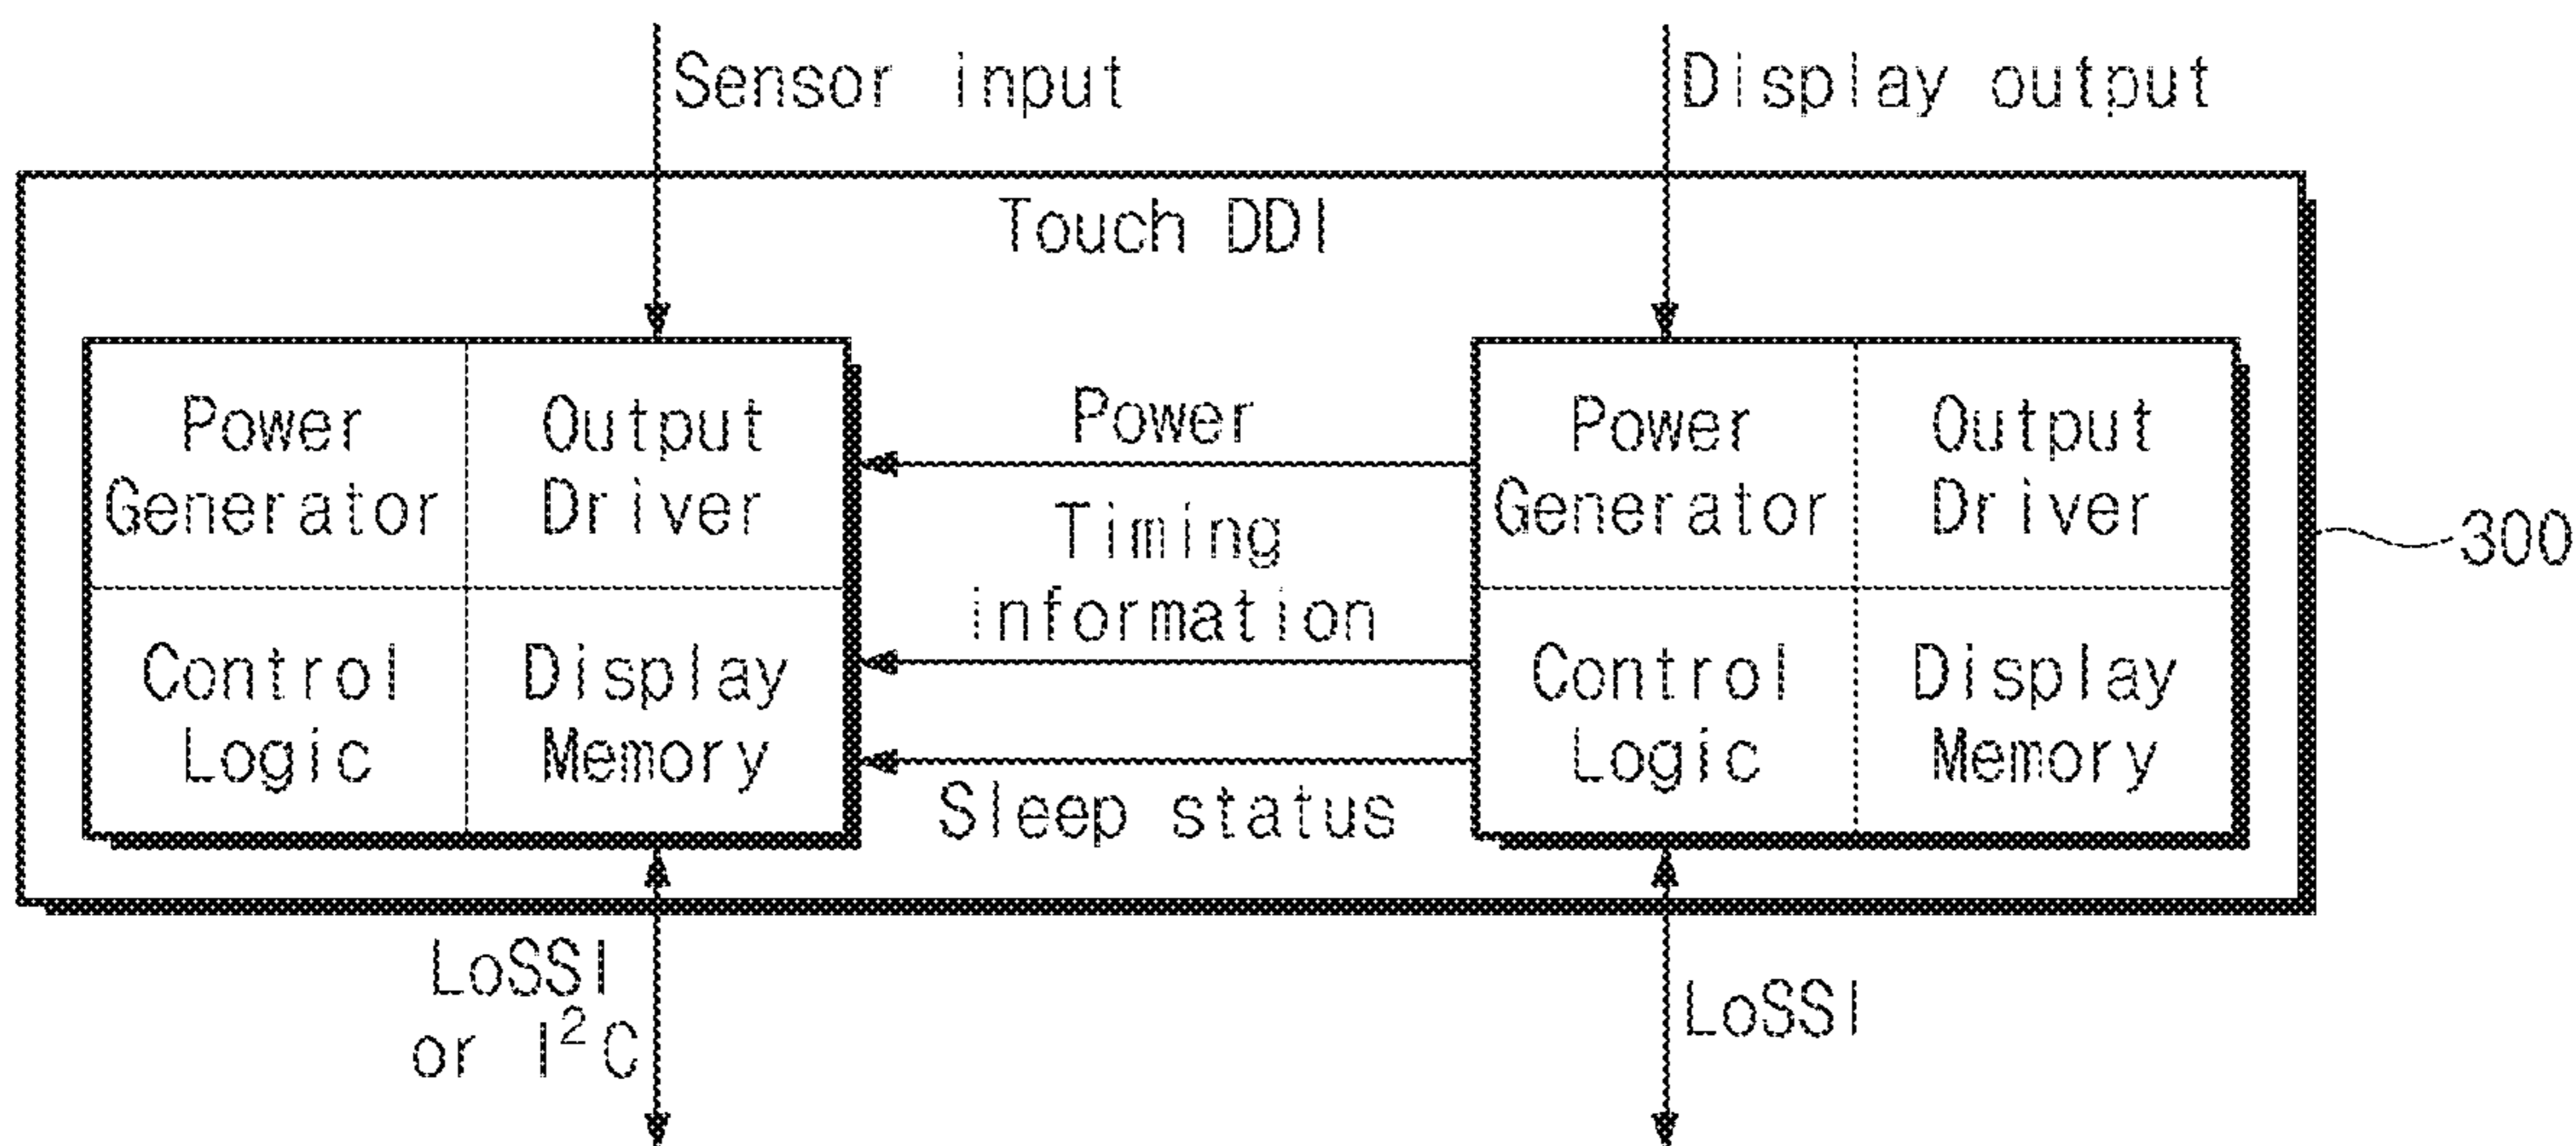 Sensor input
Display output
Touch DDI
Power
Generator
Output
Driver
Control
Logic
Display
Memory
Power
Timing
information
Sleep status
Power
Generator
Output
Driver
Control
Logic
Display
Memory
300
LoSSI
or I²C
LoSSI